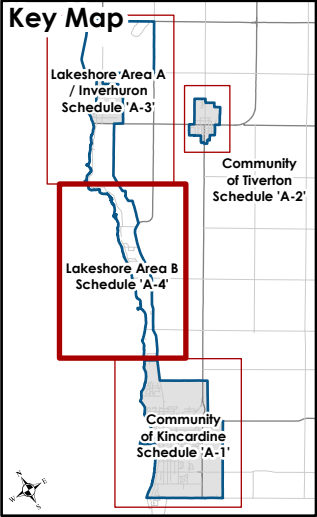 Key Map
Lakeshore Area A
/ Inverhuron
Schedule 'A-3'
Community
of Tiverton
Schedule 'A-2'
Lakeshore Area B
Schedule 'A-4'
Community
of Kincardine
Schedule 'A-1'
N
W E
S